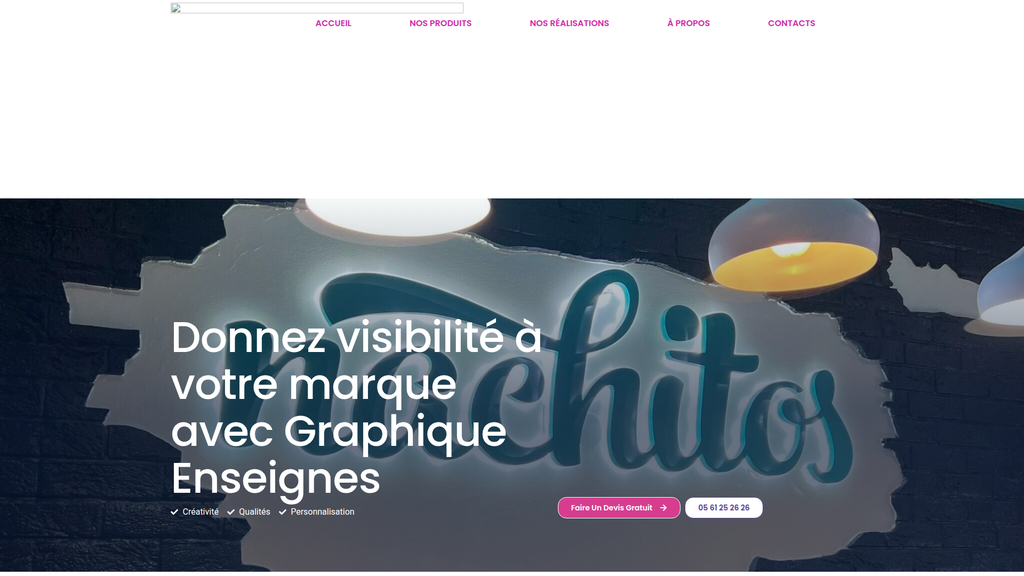 ACCUEIL NOS PRODUITS NOS RÉALISATIONS À PROPOS CONTACTS
nachitos
Donnez visibilité à
votre marque
avec Graphique
Enseignes
Créativité Qualités Personnalisation
Faire Un Devis Gratuit
05 61 25 26 26